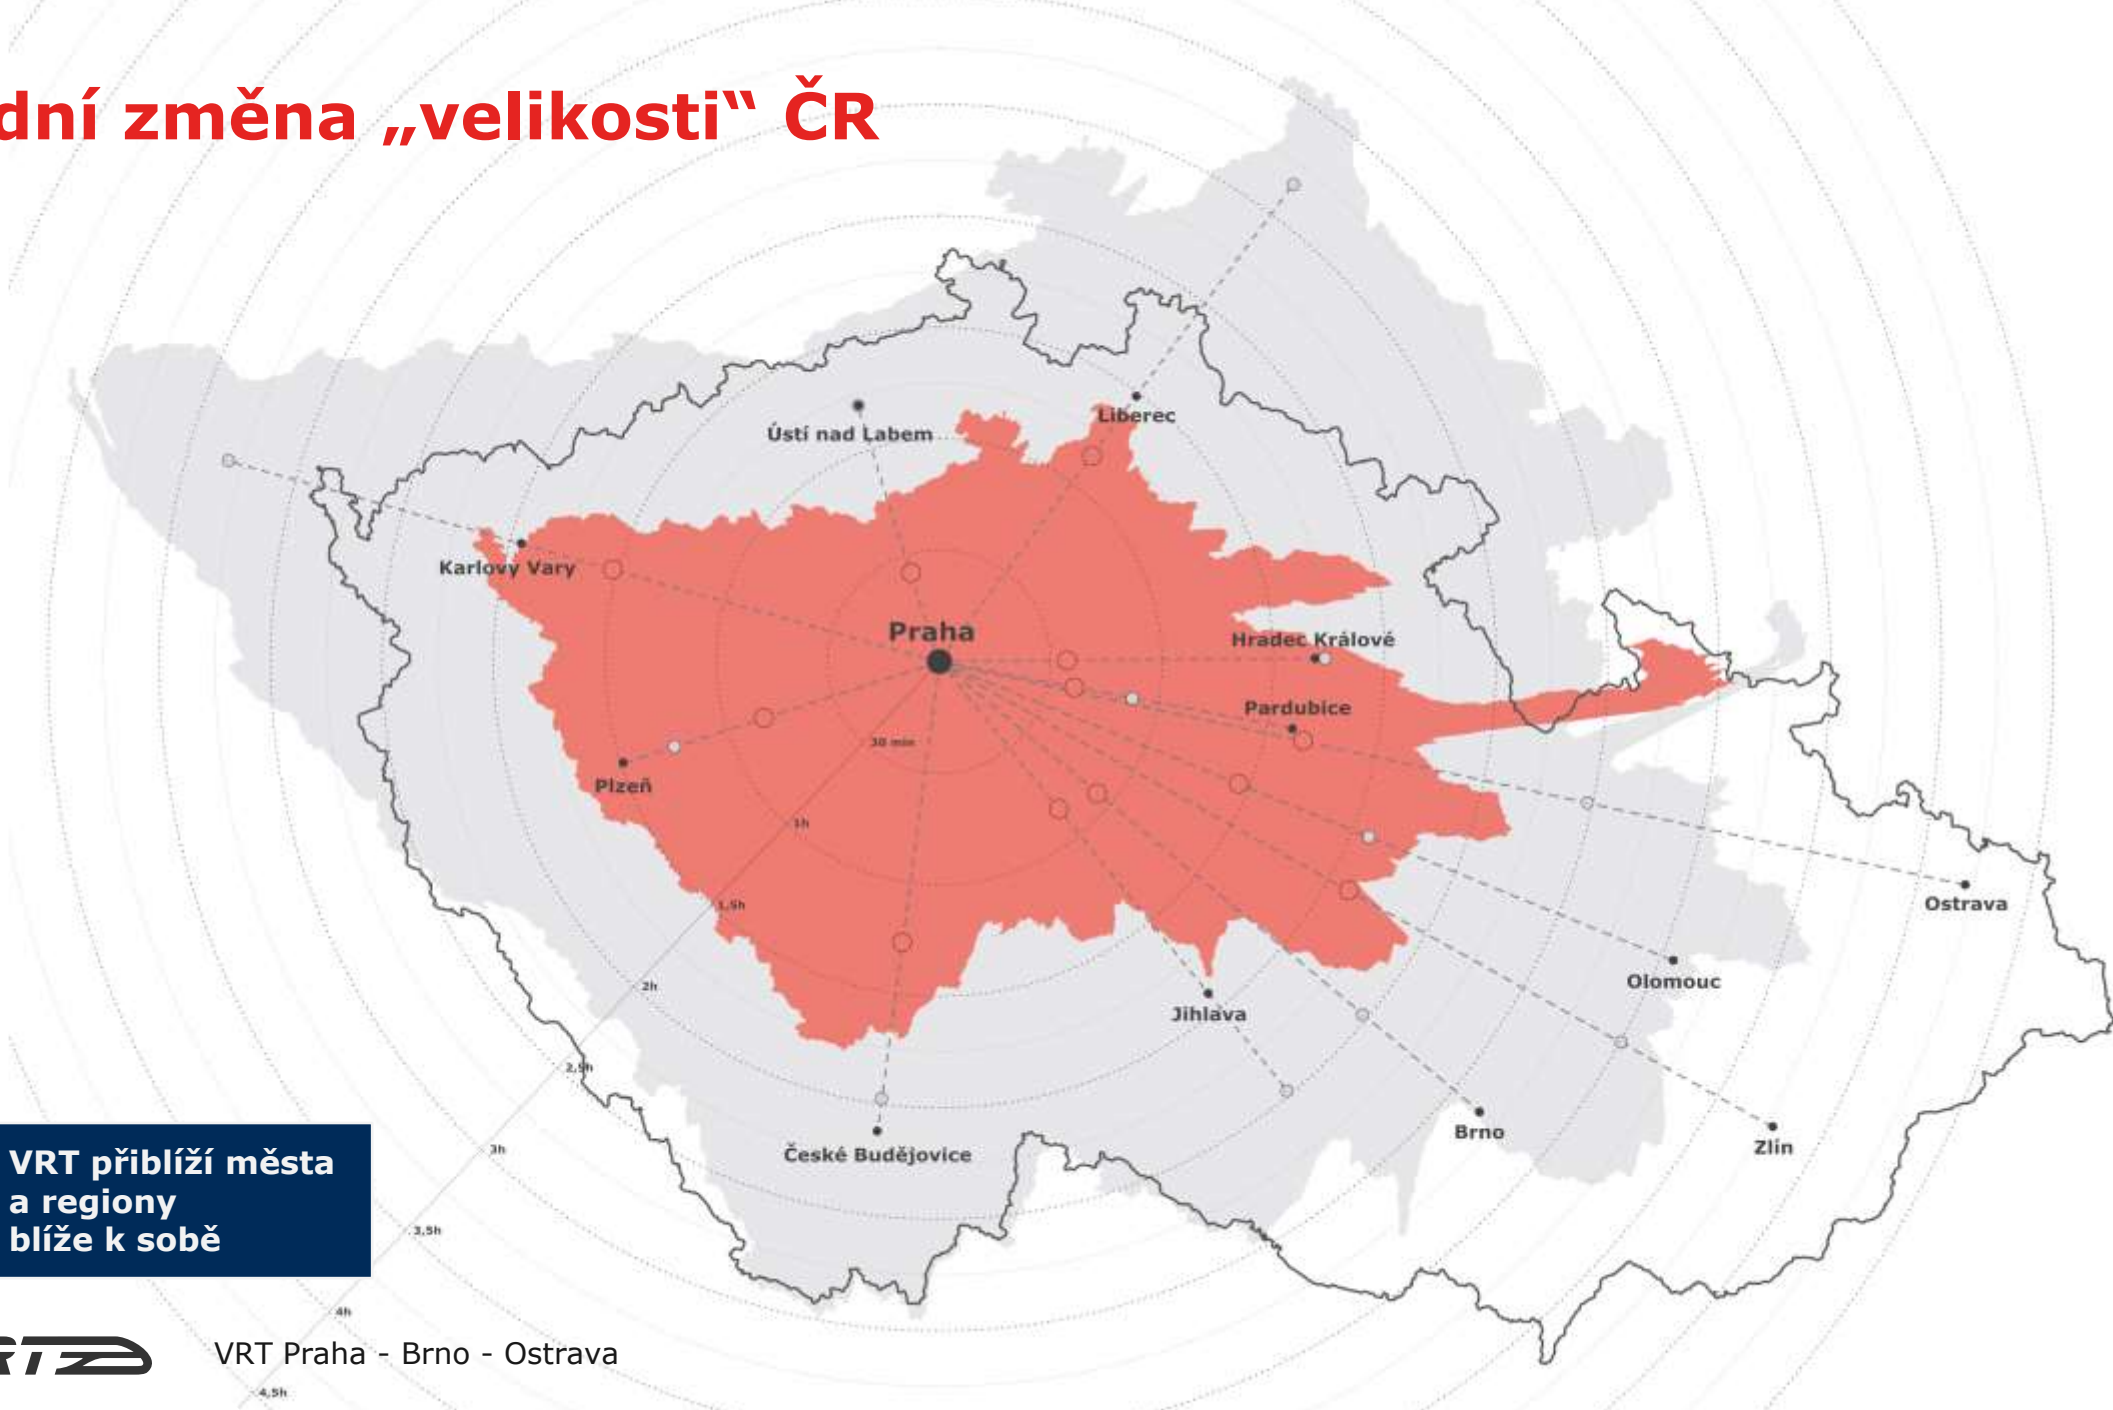 dní změna „velikosti“ ČR
Liberec
Ústí nad Labem
Karlovy Vary
Praha
Hradec Králové
Pardubice
30 min
Plzeň
1h
Ostrava
1,5h
Olomouc
2h
Jihlava
2,5h
Brno
Zlín
České Budějovice
3h
VRT přiblíží města
a regiony
blíže k sobě
3,5h
4h
RT
VRT Praha - Brno - Ostrava
4,5h